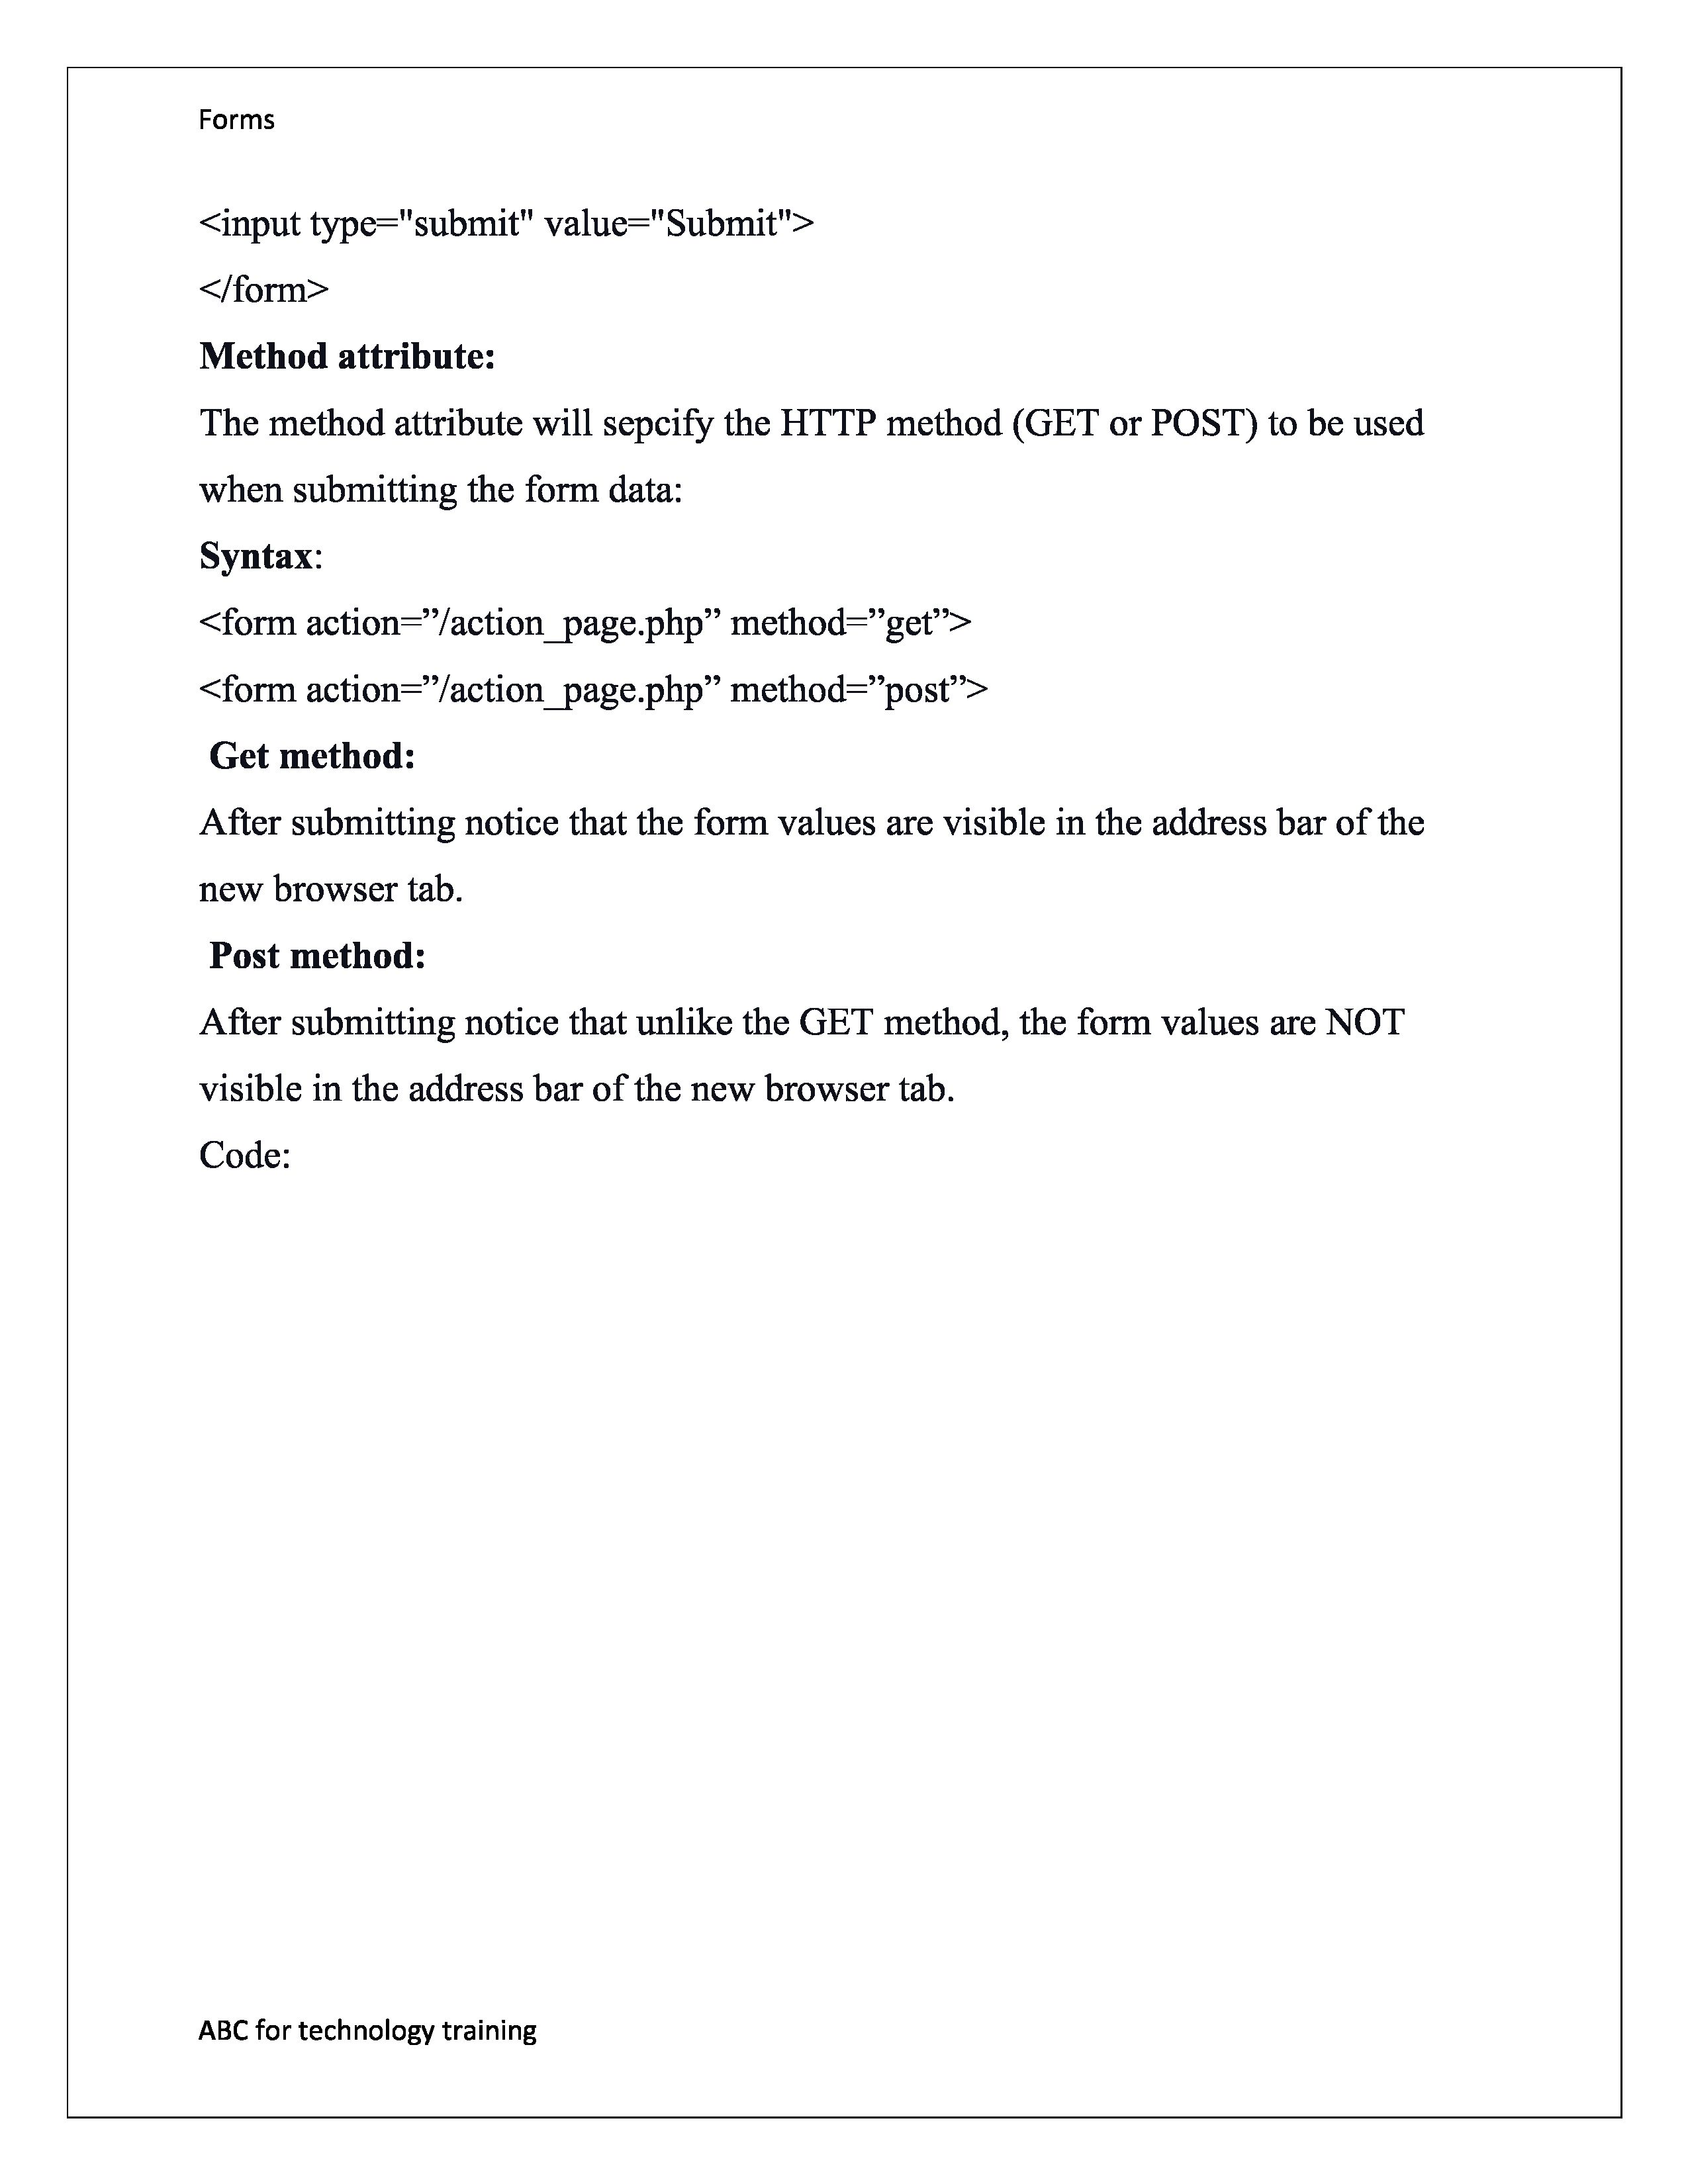 Forms
<input type="submit" value="Submit">
</form>
Method attribute:
The method attribute will sepcify the HTTP method (GET or POST) to be used
when submitting the form data:
Syntax:
<form action=”/action_page.php” method=”get”>
<form action=”/action_page.php” method=”post”>
Get method:
After submitting notice that the form values are visible in the address bar of the
new browser tab.
Post method:
After submitting notice that unlike the GET method, the form values are NOT
visible in the address bar of the new browser tab.
Code:
ABC for technology training